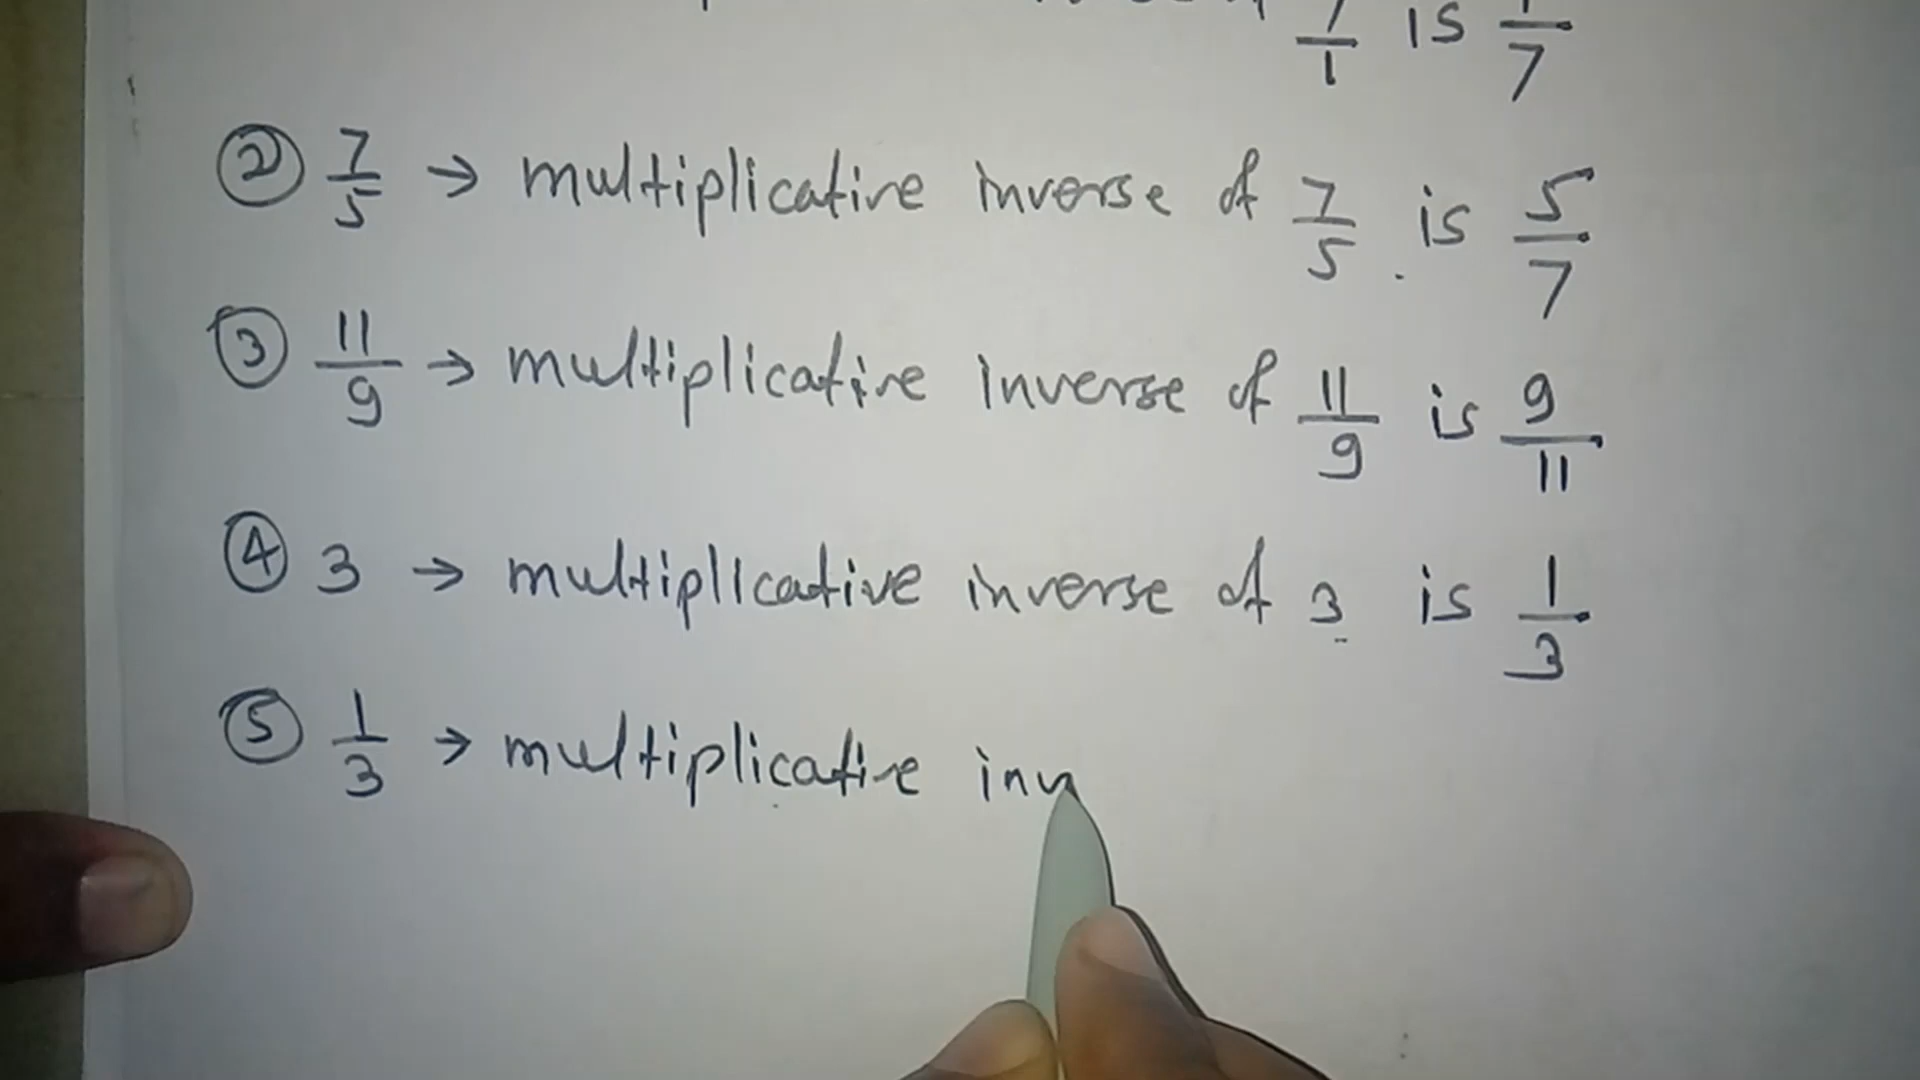 7/1 is 1/7
② 7/5 → multiplicative inverse of 7/5 is 5/7
③ 11/9 → multiplicative inverse of 11/9 is 9/11
④ 3 → multiplicative inverse of 3 is 1/3
⑤ 1/3 → multiplicative inv